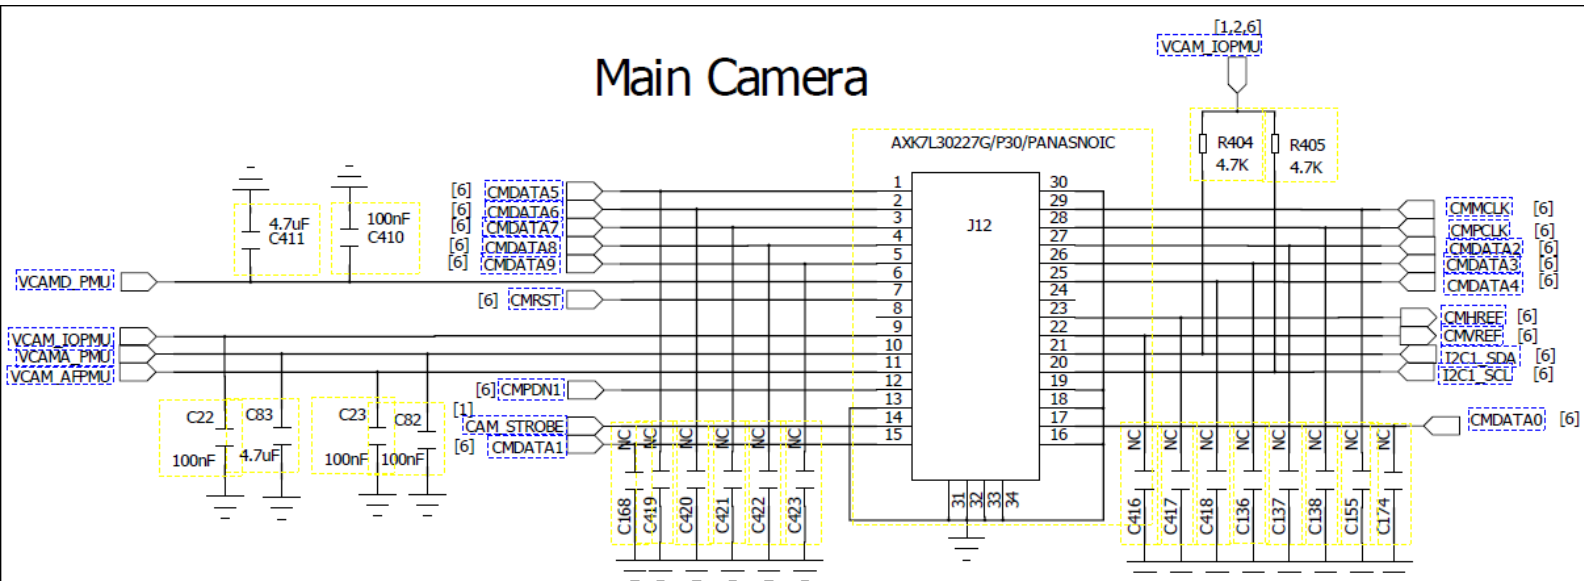 [1,2,6]
VCAM_IOPMU
Main Camera
AXK7L30227G/P30/PANASNOIC
R404
4.7K
R405
4.7K
4.7uF
C411
100nF
C410
[6] CMDATA5
[6] CMDATA6
[6] CMDATA7
[6] CMDATA8
[6] CMDATA9
VCAMD_PMU
[6] CMRST
VCAM_IOPMU
VCAMA_PMU
VCAM_AFPMU
[6] CMPDN1
[1]
CAM_STROBE
[6] CMDATA1
J12
1
2
3
4
5
6
7
8
9
10
11
12
13
14
15
30
29
28
27
26
25
24
23
22
21
20
19
18
17
16
31
32
33
34
CMMCLK [6]
CMPCLK [6]
CMDATA2 [6]
CMDATA3 [6]
CMDATA4 [6]
CMHREF [6]
CMVREF [6]
I2C1_SDA [6]
I2C1_SCL [6]
CMDATA0 [6]
C22
100nF
C83
4.7uF
C23
100nF
C82
100nF
NC
C168
NC
C419
NC
C420
NC
C421
NC
C422
NC
C423
NC
C416
NC
C417
NC
C418
NC
C136
NC
C137
NC
C138
NC
C155
NC
C174